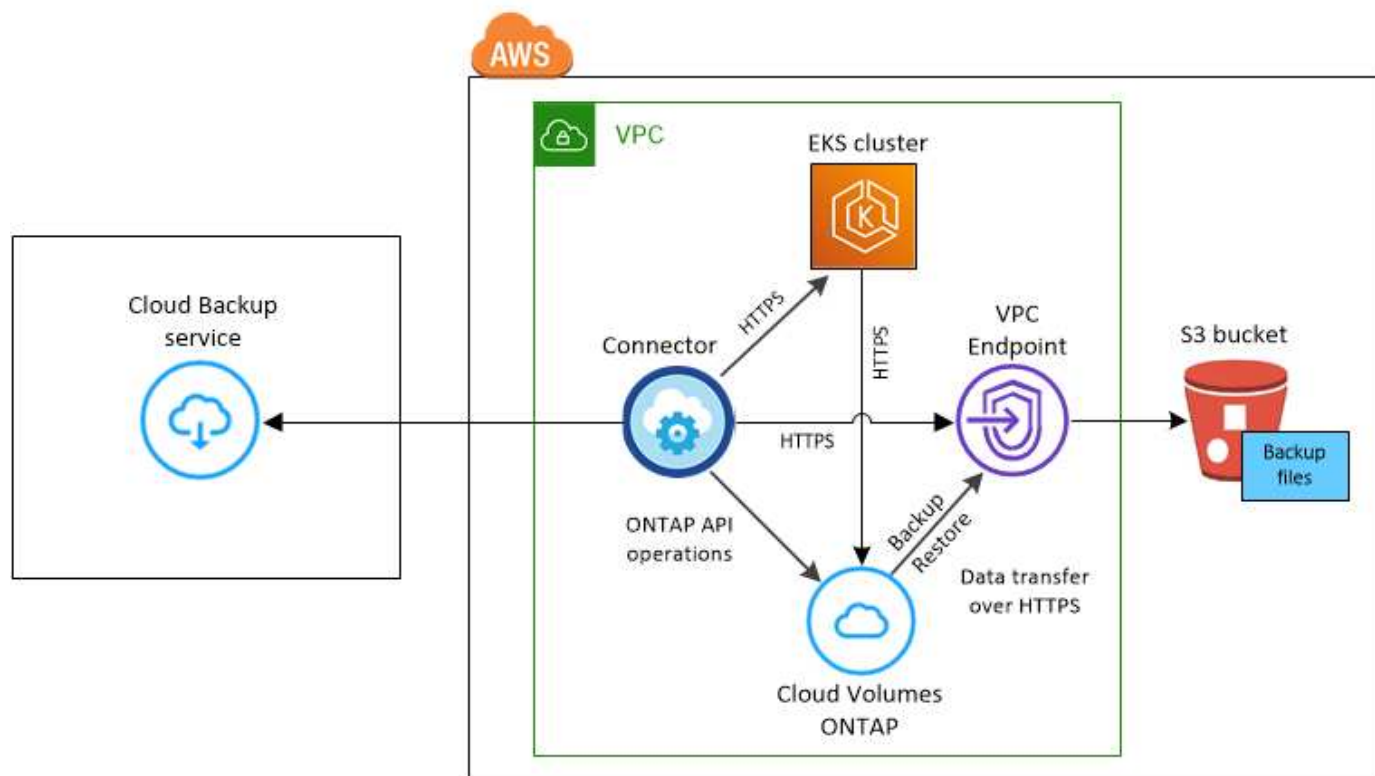 AWS
VPC
EKS cluster
Cloud Backup
service
Connector
HTTPS
HTTPS
VPC
Endpoint
S3 bucket
HTTPS
Backup
files
ONTAP API
operations
Backup
Restore
Data transfer
over HTTPS
Cloud Volumes
ONTAP
K